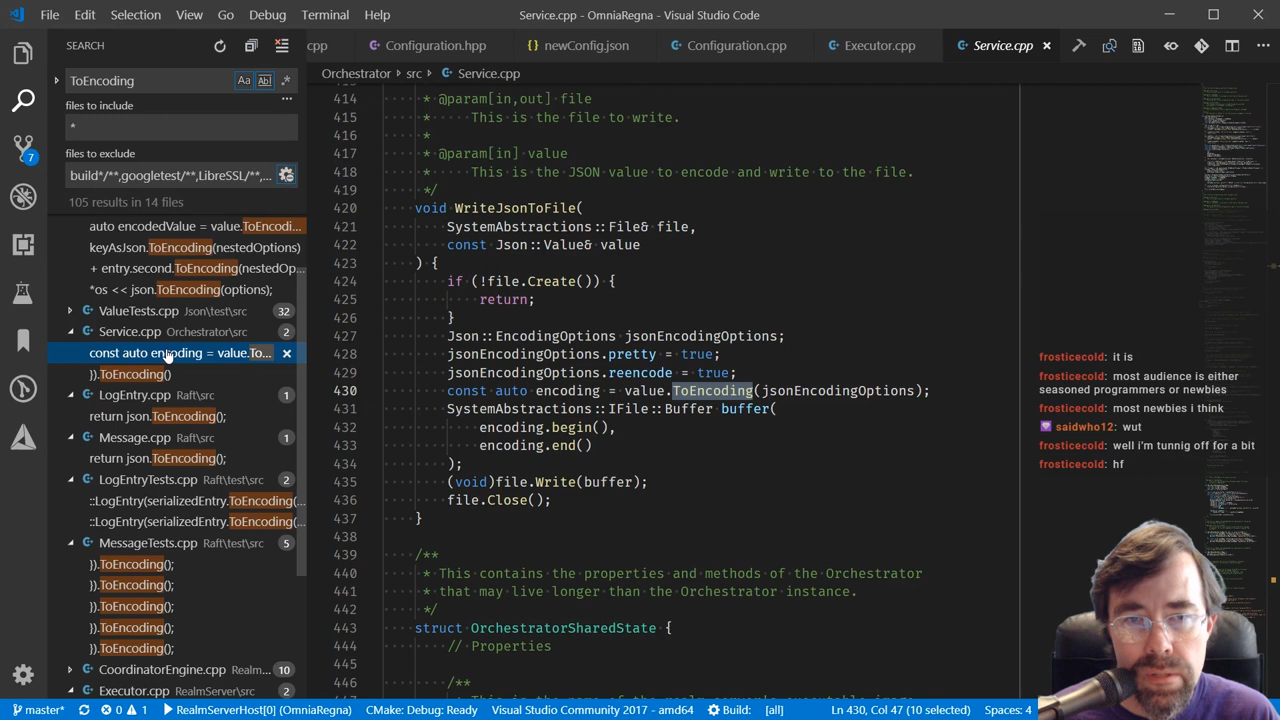 File Edit Selection View Go Debug Terminal Help
Service.cpp - OmniaRegna - Visual Studio Code
SEARCH
ToEncoding
Aa
Abl
files to include
*
files to exclude
build*/**,googletest/**,LibreSSL/**,...
105 results in 14 files
auto encodedValue = value.ToEncodi...
keyAsJson.ToEncoding(nestedOptions)
+ entry.second.ToEncoding(nestedOp...
*os << json.ToEncoding(options);
ValueTests.cpp Json\test\src 32
Service.cpp Orchestrator\src 2
const auto encoding = value.To...
}).ToEncoding()
LogEntry.cpp Raft\src 1
return json.ToEncoding();
Message.cpp Raft\src 1
return json.ToEncoding();
LogEntryTests.cpp Raft\test\src 2
::LogEntry(serializedEntry.ToEncoding(...
::LogEntry(serializedEntry.ToEncoding(...
MessageTests.cpp Raft\test\src 5
}).ToEncoding();
}).ToEncoding();
}).ToEncoding();
}).ToEncoding();
}).ToEncoding();
CoordinatorEngine.cpp Realm... 10
Executor.cpp RealmServer\src 2
7
cpp Configuration.hpp newConfig.json Configuration.cpp Executor.cpp Service.cpp
Orchestrator > src > Service.cpp
414 * @param[in,out] file
415 * This is the file to write.
416 *
417 * @param[in] value
418 * This is the JSON value to encode and write to the file.
419 */
420 void WriteJsonToFile(
421 SystemAbstractions::File& file,
422 const Json::Value& value
423 ) {
424 if (!file.Create()) {
425 return;
426 }
427 Json::EncodingOptions jsonEncodingOptions;
428 jsonEncodingOptions.pretty = true;
429 jsonEncodingOptions.reencode = true;
430 const auto encoding = value.ToEncoding(jsonEncodingOptions);
431 SystemAbstractions::IFile::Buffer buffer(
432 encoding.begin(),
433 encoding.end()
434 );
435 (void)file.Write(buffer);
436 file.Close();
437 }
438
439 /**
440 * This contains the properties and methods of the Orchestrator
441 * that may live longer than the Orchestrator instance.
442 */
443 struct OrchestratorSharedState {
444 // Properties
445
446 /**
frosticecold: it is
frosticecold: most audience is either
seasoned programmers or newbies
frosticecold: most newbies i think
saidwho12: wut
frosticecold: well i'm tunnig off for a bit
frosticecold: hf
master* 0 1 RealmServerHost[0] (OmniaRegna) CMake: Debug: Ready Visual Studio Community 2017 - amd64 Build: [all] Ln 430, Col 47 (10 selected) Spaces: 4